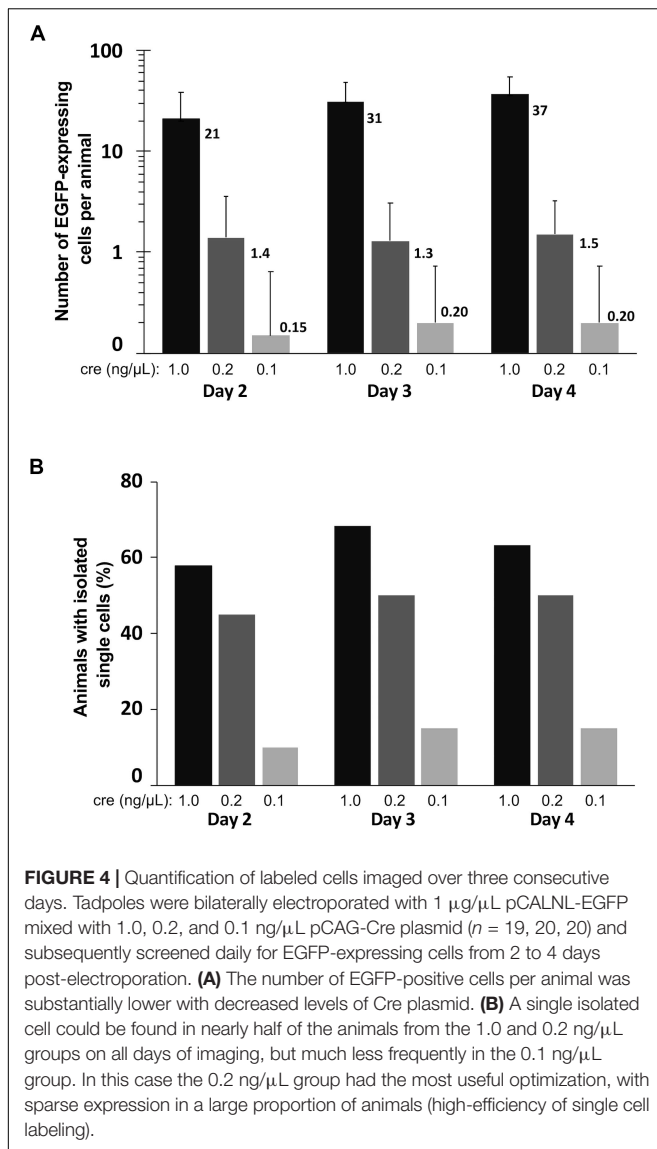 A
Number of EGFP-expressing
cells per animal
100
10
1
0
21
1.4
0.15
31
1.3
0.20
37
1.5
0.20
cre (ng/μL): 1.0 0.2 0.1 1.0 0.2 0.1 1.0 0.2 0.1
Day 2 Day 3 Day 4
B
Animals with isolated
single cells (%)
80
60
40
20
0
cre (ng/μL): 1.0 0.2 0.1 1.0 0.2 0.1 1.0 0.2 0.1
Day 2 Day 3 Day 4
FIGURE 4 | Quantification of labeled cells imaged over three consecutive
days. Tadpoles were bilaterally electroporated with 1 μg/μL pCALNL-EGFP
mixed with 1.0, 0.2, and 0.1 ng/μL pCAG-Cre plasmid (n = 19, 20, 20) and
subsequently screened daily for EGFP-expressing cells from 2 to 4 days
post-electroporation. (A) The number of EGFP-positive cells per animal was
substantially lower with decreased levels of Cre plasmid. (B) A single isolated
cell could be found in nearly half of the animals from the 1.0 and 0.2 ng/μL
groups on all days of imaging, but much less frequently in the 0.1 ng/μL
group. In this case the 0.2 ng/μL group had the most useful optimization, with
sparse expression in a large proportion of animals (high-efficiency of single cell
labeling).